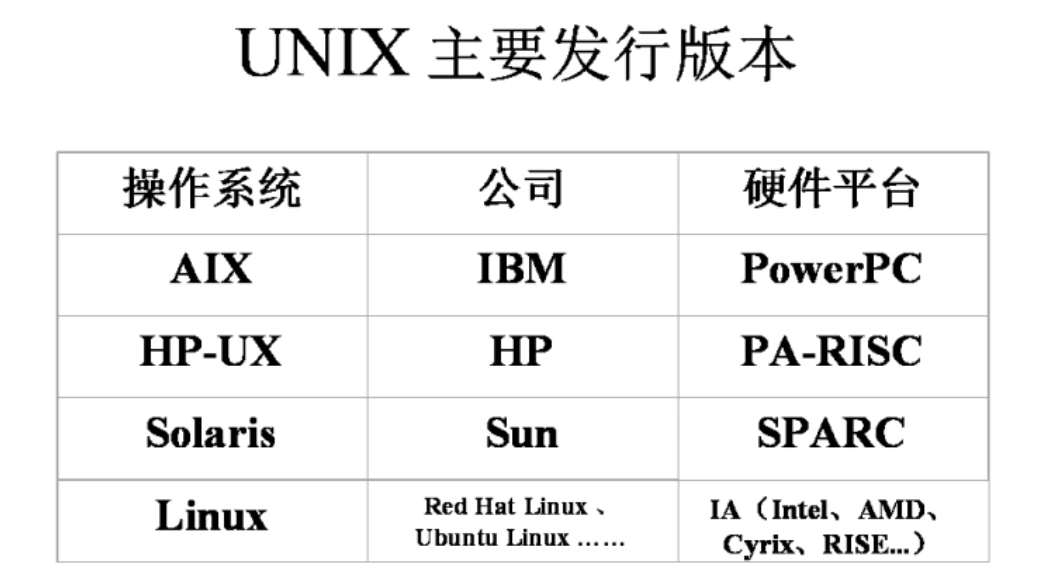 UNIX 主要发行版本
操作系统 公司 硬件平台
AIX IBM PowerPC
HP-UX HP PA-RISC
Solaris Sun SPARC
Linux Red Hat Linux 、 IA（Intel、AMD、
Ubuntu Linux …… Cyrix、RISE...）